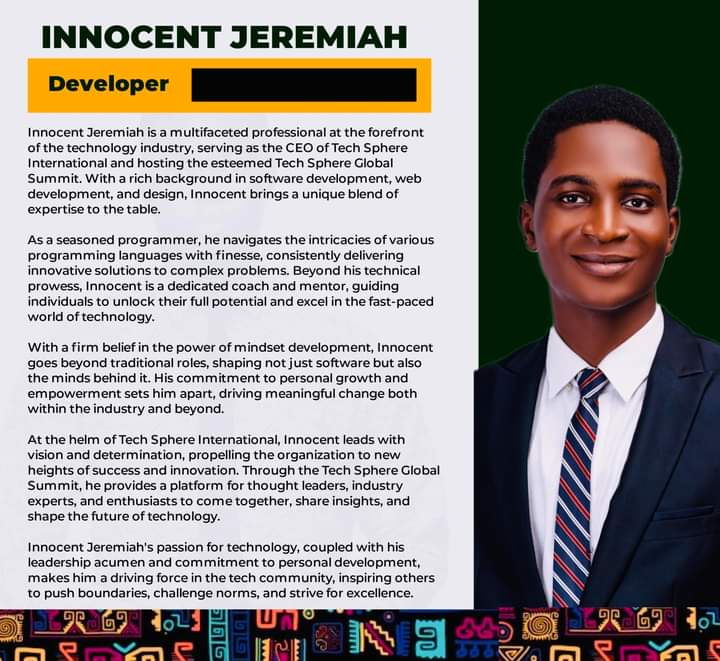 INNOCENT JEREMIAH
Developer
Innocent Jeremiah is a multifaceted professional at the forefront
of the technology industry, serving as the CEO of Tech Sphere
International and hosting the esteemed Tech Sphere Global
Summit. With a rich background in software development, web
development, and design, Innocent brings a unique blend of
expertise to the table.
As a seasoned programmer, he navigates the intricacies of various
programming languages with finesse, consistently delivering
innovative solutions to complex problems. Beyond his technical
prowess, Innocent is a dedicated coach and mentor, guiding
individuals to unlock their full potential and excel in the fast-paced
world of technology.
With a firm belief in the power of mindset development, Innocent
goes beyond traditional roles, shaping not just software but also
the minds behind it. His commitment to personal growth and
empowerment sets him apart, driving meaningful change both
within the industry and beyond.
At the helm of Tech Sphere International, Innocent leads with
vision and determination, propelling the organization to new
heights of success and innovation. Through the Tech Sphere Global
Summit, he provides a platform for thought leaders, industry
experts, and enthusiasts to come together, share insights, and
shape the future of technology.
Innocent Jeremiah's passion for technology, coupled with his
leadership acumen and commitment to personal development,
makes him a driving force in the tech community, inspiring others
to push boundaries, challenge norms, and strive for excellence.